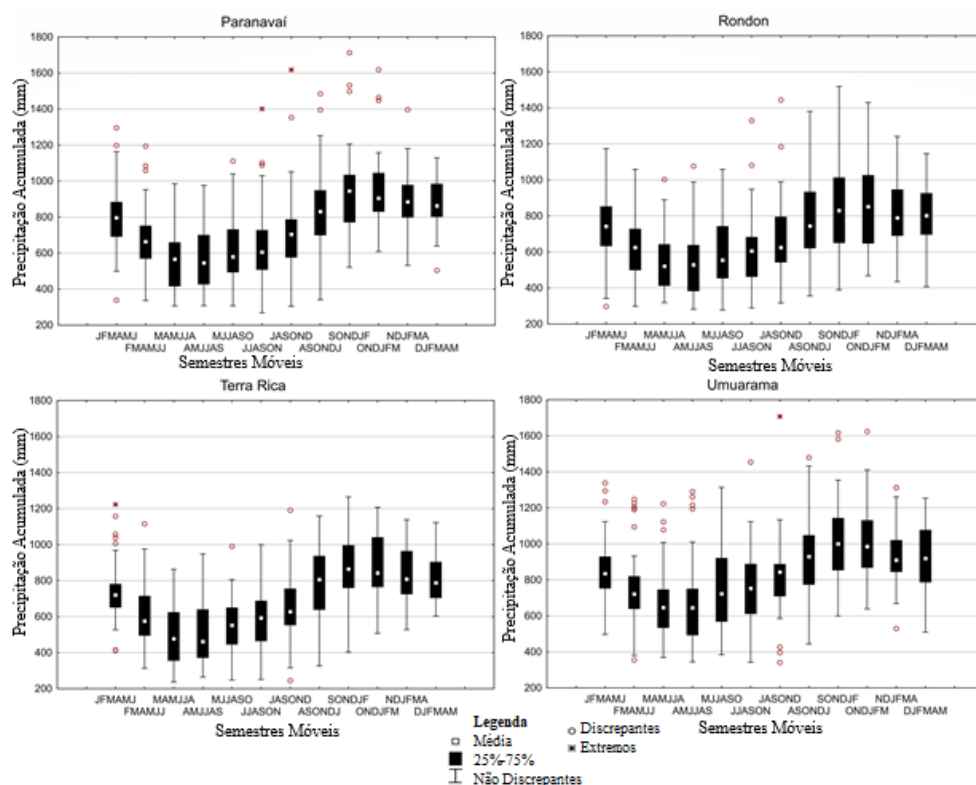 Paranavaí
Precipitação Acumulada (mm)
1800
1600
1400
1200
1000
800
600
400
200
JFMAMJ MAMJJA MJJASO JASOND SONDJF NDJFMA
FMAMJJ AMJJAS JJASON ASONDJ ONDJFM DJFMAM
Semestres Móveis
Rondon
Precipitação Acumulada (mm)
1800
1600
1400
1200
1000
800
600
400
200
JFMAMJ MAMJJA MJJASO JASOND SONDJF NDJFMA
FMAMJJ AMJJAS JJASON ASONDJ ONDJFM DJFMAM
Semestres Móveis
Terra Rica
Precipitação Acumulada (mm)
1800
1600
1400
1200
1000
800
600
400
200
JFMAMJ MAMJJA MJJASO JASOND SONDJF NDJFMA
FMAMJJ AMJJAS JJASON ASONDJ ONDJFM DJFMAM
Semestres Móveis
Umuarama
Precipitação Acumulada (mm)
1800
1600
1400
1200
1000
800
600
400
200
JFMAMJ MAMJJA MJJASO JASOND SONDJF NDJFMA
FMAMJJ AMJJAS JJASON ASONDJ ONDJFM DJFMAM
Semestres Móveis
Legenda
Média
25%-75%
Não Discrepantes
Discrepantes
Extremos